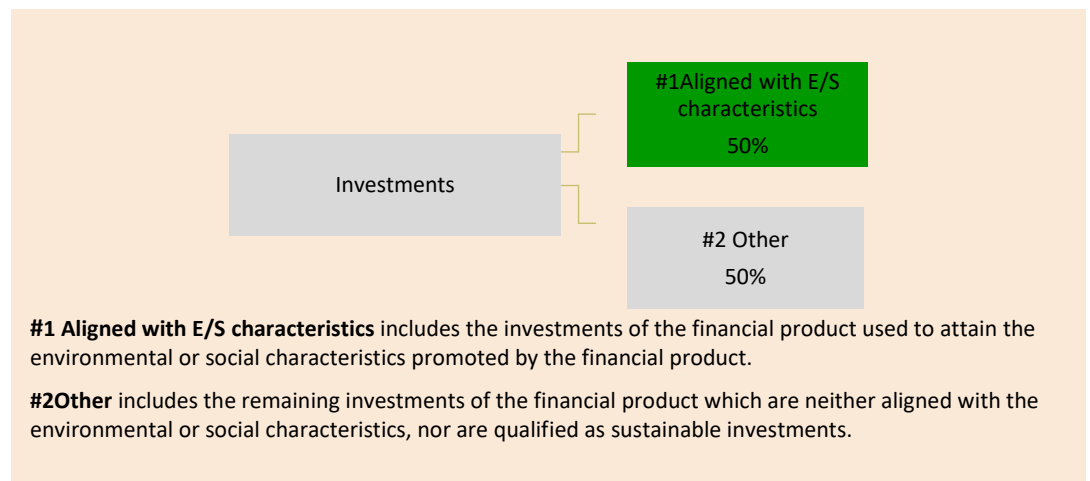 #1Aligned with E/S
characteristics
50%
Investments
#2 Other
50%
#1 Aligned with E/S characteristics includes the investments of the financial product used to attain the
environmental or social characteristics promoted by the financial product.
#2Other includes the remaining investments of the financial product which are neither aligned with the
environmental or social characteristics, nor are qualified as sustainable investments.